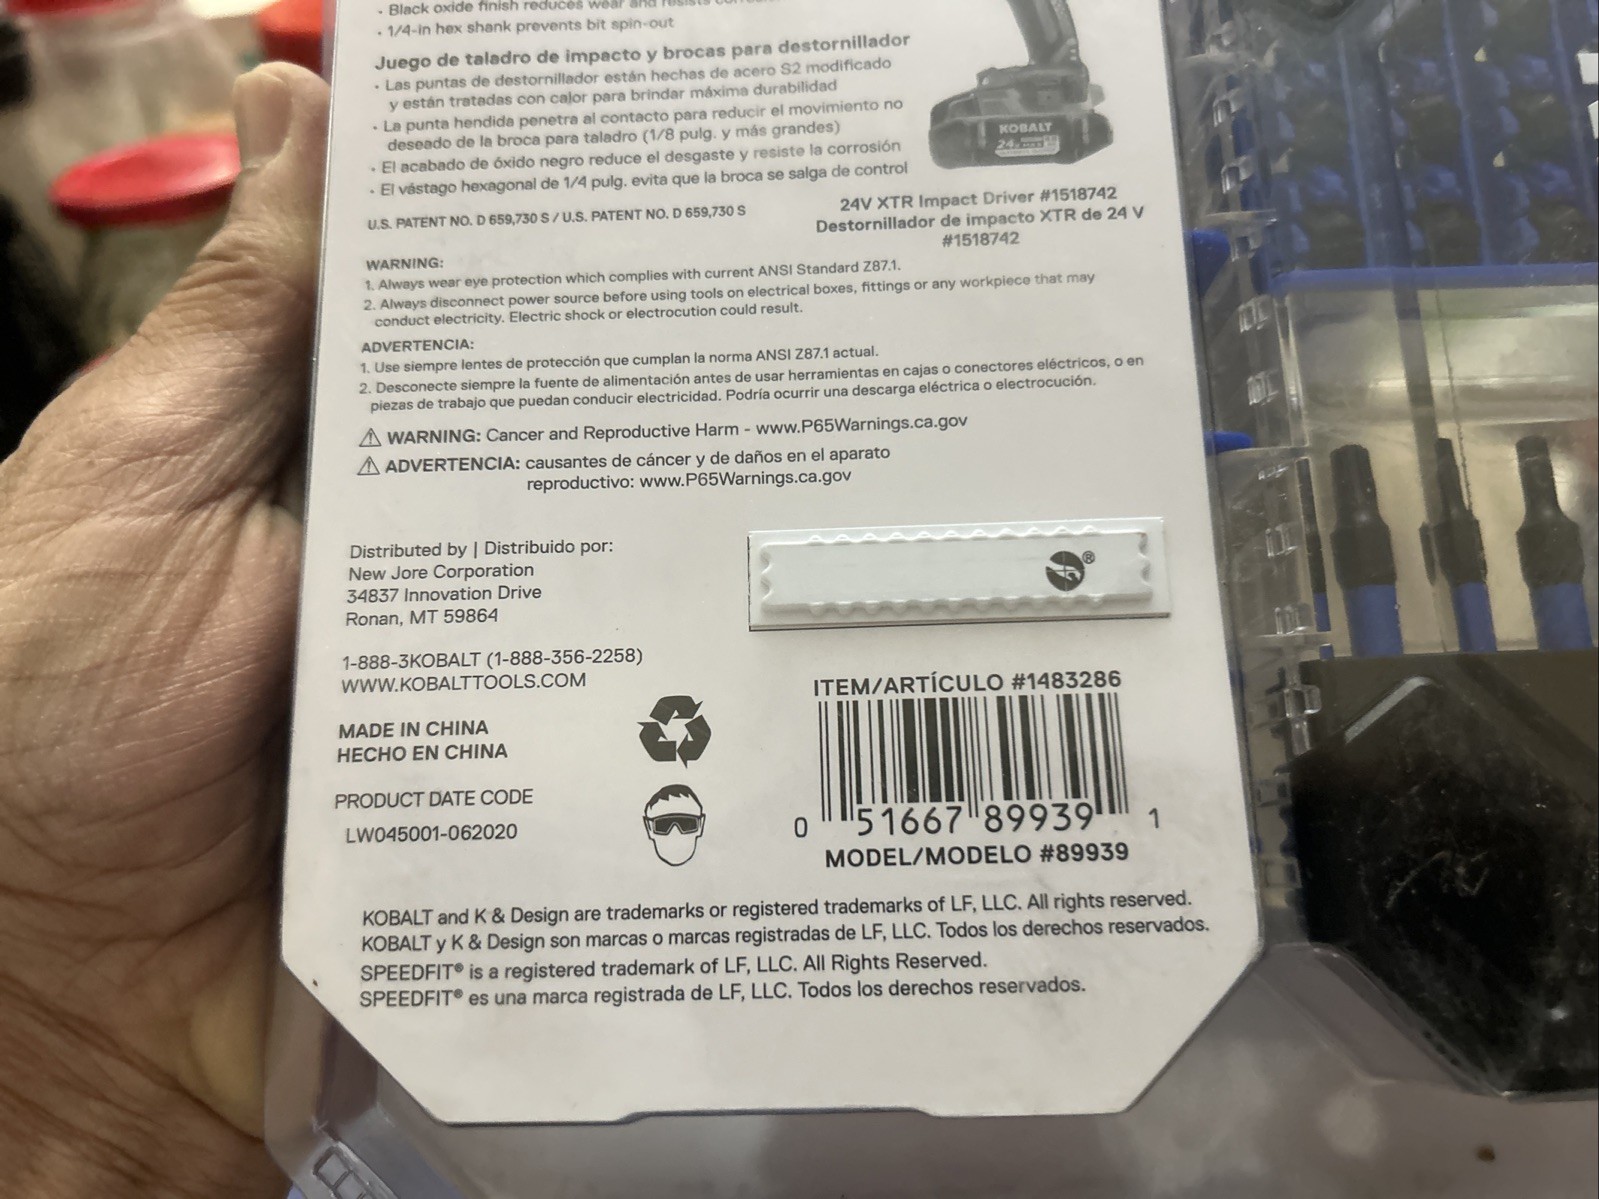 • Black oxide finish reduces wear and resists
• 1/4-in hex shank prevents bit spin-out
Juego de taladro de impacto y brocas para destornillador
• Las puntas de destornillador están hechas de acero S2 modificado
y están tratadas con calor para brindar máxima durabilidad
• La punta hendida penetra al contacto para reducir el movimiento no
deseado de la broca para taladro (1/8 pulg. y más grandes)
• El acabado de óxido negro reduce el desgaste y resiste la corrosión
• El vástago hexagonal de 1/4 pulg. evita que la broca se salga de control
U.S. PATENT NO. D 659,730 S / U.S. PATENT NO. D 659,730 S
KOBALT
24V MAX
24V XTR Impact Driver #1518742
Destornillador de impacto XTR de 24 V
#1518742
WARNING:
1. Always wear eye protection which complies with current ANSI Standard Z87.1.
2. Always disconnect power source before using tools on electrical boxes, fittings or any workpiece that may
conduct electricity. Electric shock or electrocution could result.
ADVERTENCIA:
1. Use siempre lentes de protección que cumplan la norma ANSI Z87.1 actual.
2. Desconecte siempre la fuente de alimentación antes de usar herramientas en cajas o conectores eléctricos, o en
piezas de trabajo que puedan conducir electricidad. Podría ocurrir una descarga eléctrica o electrocución.
⚠ WARNING: Cancer and Reproductive Harm - www.P65Warnings.ca.gov
⚠ ADVERTENCIA: causantes de cáncer y de daños en el aparato
reproductivo: www.P65Warnings.ca.gov
Distributed by | Distribuido por:
New Jore Corporation
34837 Innovation Drive
Ronan, MT 59864
®
1-888-3KOBALT (1-888-356-2258)
WWW.KOBALTTOOLS.COM
MADE IN CHINA
HECHO EN CHINA
PRODUCT DATE CODE
LW045001-062020
ITEM/ARTÍCULO #1483286
0 51667 89939 1
MODEL/MODELO #89939
KOBALT and K & Design are trademarks or registered trademarks of LF, LLC. All rights reserved.
KOBALT y K & Design son marcas o marcas registradas de LF, LLC. Todos los derechos reservados.
SPEEDFIT® is a registered trademark of LF, LLC. All Rights Reserved.
SPEEDFIT® es una marca registrada de LF, LLC. Todos los derechos reservados.